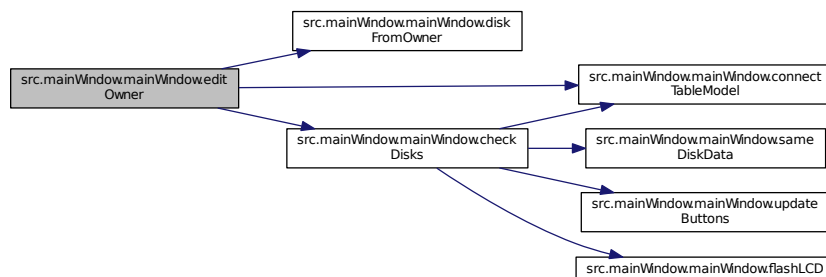 src.mainWindow.mainWindow.disk
FromOwner
src.mainWindow.mainWindow.edit
Owner
src.mainWindow.mainWindow.connect
TableModel
src.mainWindow.mainWindow.check
Disks
src.mainWindow.mainWindow.same
DiskData
src.mainWindow.mainWindow.update
Buttons
src.mainWindow.mainWindow.flashLCD